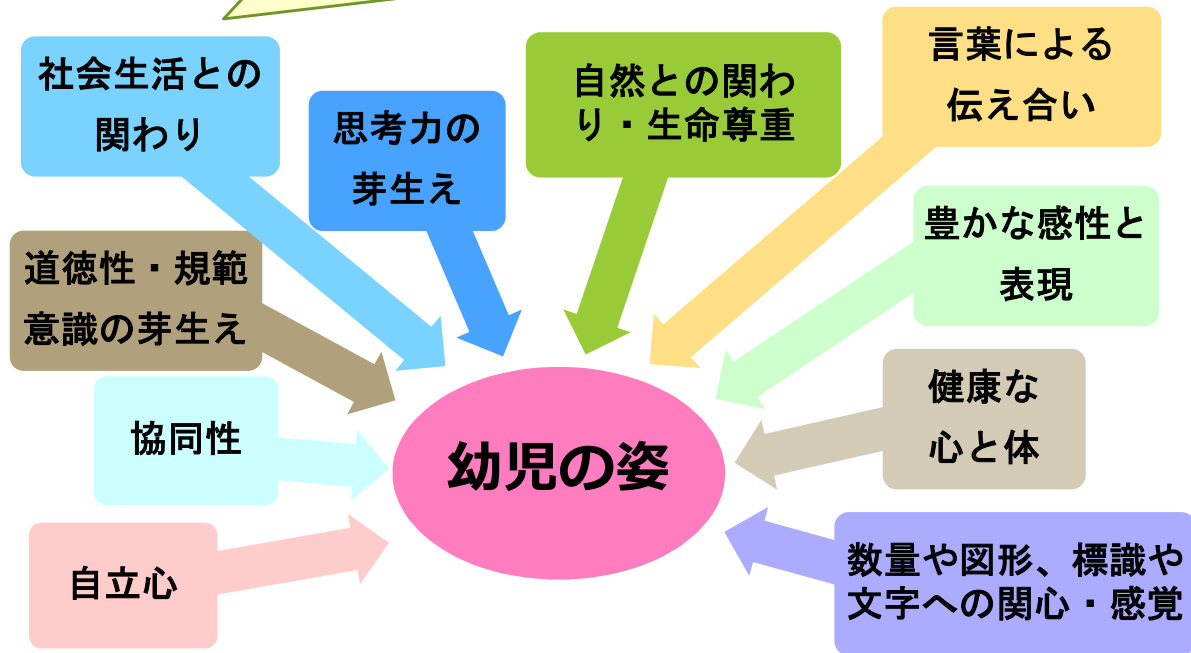 社会生活との
関わり
思考力の
芽生え
自然との関わ
り・生命尊重
言葉による
伝え合い
道徳性・規範
意識の芽生え
豊かな感性と
表現
協同性
健康な
心と体
幼児の姿
自立心
数量や図形、標識や
文字への関心・感覚